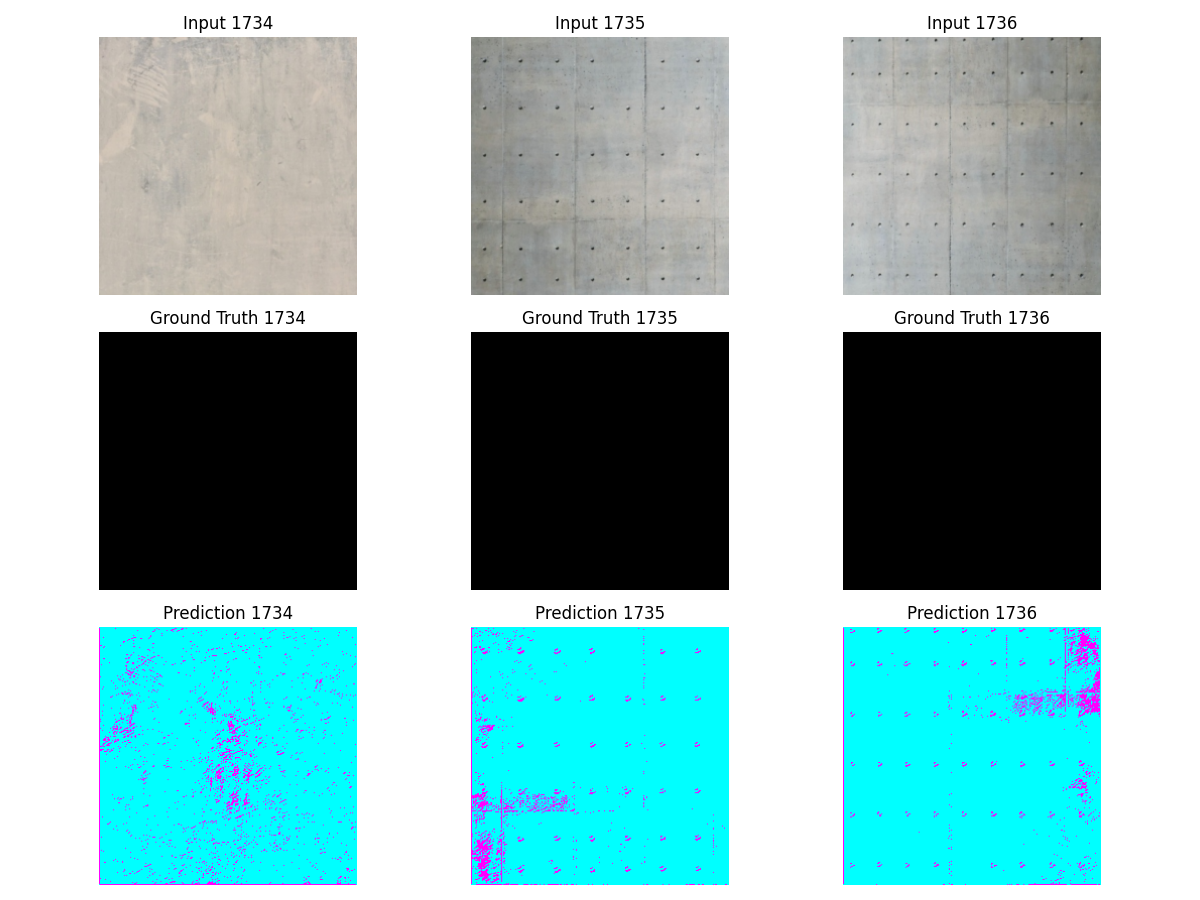 Input 1734
Input 1735
Input 1736
Ground Truth 1734
Ground Truth 1735
Ground Truth 1736
Prediction 1734
Prediction 1735
Prediction 1736